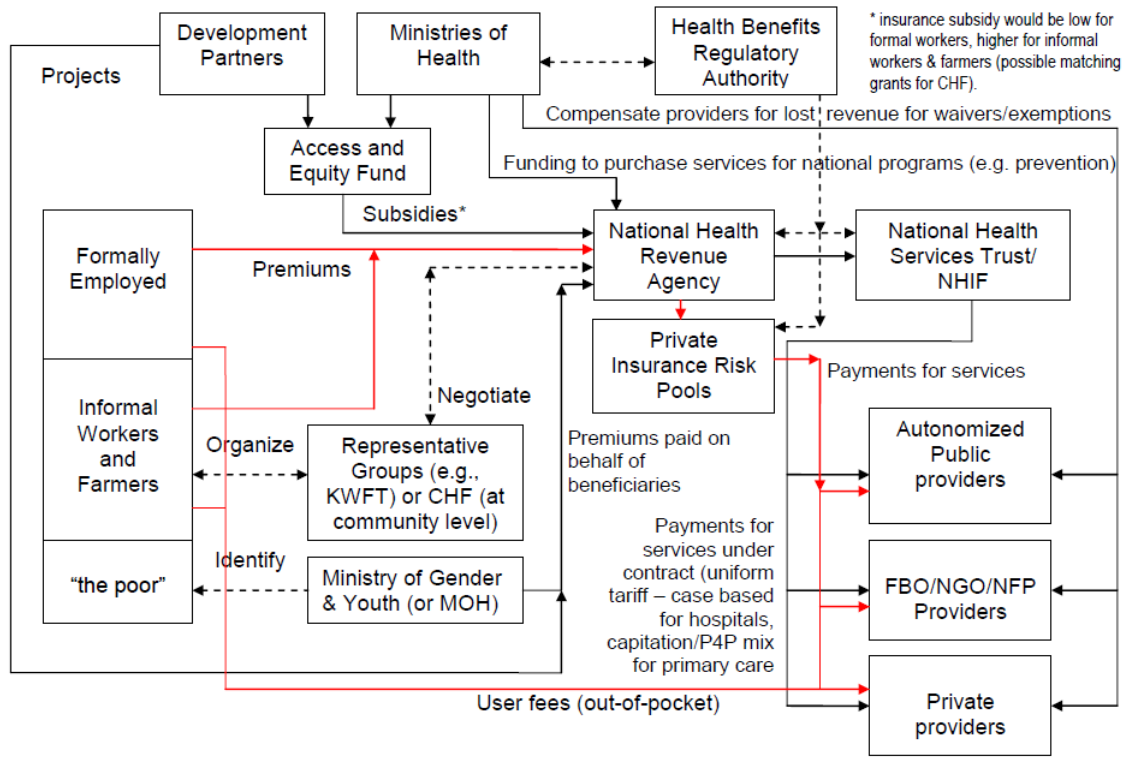 Projects
Development
Partners
Ministries of
Health
Health Benefits
Regulatory
Authority
* insurance subsidy would be low for
formal workers, higher for informal
workers & farmers (possible matching
grants for CHF).
Compensate providers for lost revenue for waivers/exemptions
Access and
Equity Fund
Funding to purchase services for national programs (e.g. prevention)
Subsidies*
Formally
Employed
Premiums
National Health
Revenue
Agency
National Health
Services Trust/
NHIF
Private
Insurance Risk
Pools
Payments for services
Negotiate
Informal
Workers
and
Farmers
Organize
Representative
Groups (e.g.,
KWFT) or CHF (at
community level)
Premiums paid on
behalf of
beneficiaries
Autonomized
Public
providers
Identify
“the poor”
Ministry of Gender
& Youth (or MOH)
Payments for
services under
contract (uniform
tariff – case based
for hospitals,
capitation/P4P mix
for primary care
FBO/NGO/NFP
Providers
User fees (out-of-pocket)
Private
providers